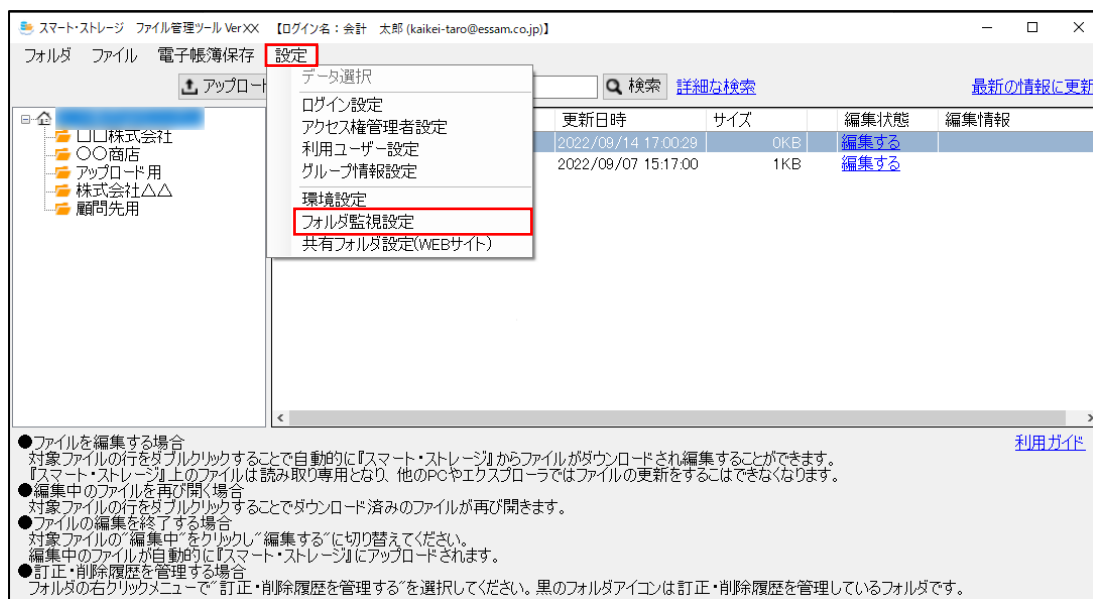 スマート・ストレージ ファイル管理ツール Ver.XX 【ログイン名：会計 太郎 (kaikei-taro@essam.co.jp)】
フォルダ ファイル 電子帳簿保存 設定
アップロード 検索 詳細な検索 最新の情報に更新
データ選択
ログイン設定
アクセス権管理者設定
利用ユーザー設定
グループ情報設定
環境設定
フォルダ監視設定
共有フォルダ設定(WEBサイト)
□□株式会社
〇〇商店
アップロード用
株式会社△△
顧問先用
更新日時 サイズ 編集状態 編集情報
2022/09/14 17:00:29 0KB 編集する
2022/09/07 15:17:00 1KB 編集する
利用ガイド
●ファイルを編集する場合
対象ファイルの行をダブルクリックすることで自動的に『スマート・ストレージ』からファイルがダウンロードされ編集することができます。
『スマート・ストレージ』上のファイルは読み取り専用となり、他のPCやエクスプローラではファイルの更新をするこはできなくなります。
●編集中のファイルを再び開く場合
対象ファイルの行をダブルクリックすることでダウンロード済みのファイルが再び開きます。
●ファイルの編集を終了する場合
対象ファイルの“編集中”をクリックし“編集する”に切り替えてください。
編集中のファイルが自動的に『スマート・ストレージ』にアップロードされます。
●訂正・削除履歴を管理する場合
フォルダの右クリックメニューで“訂正・削除履歴を管理する”を選択してください。黒のフォルダアイコンは訂正・削除履歴を管理しているフォルダです。